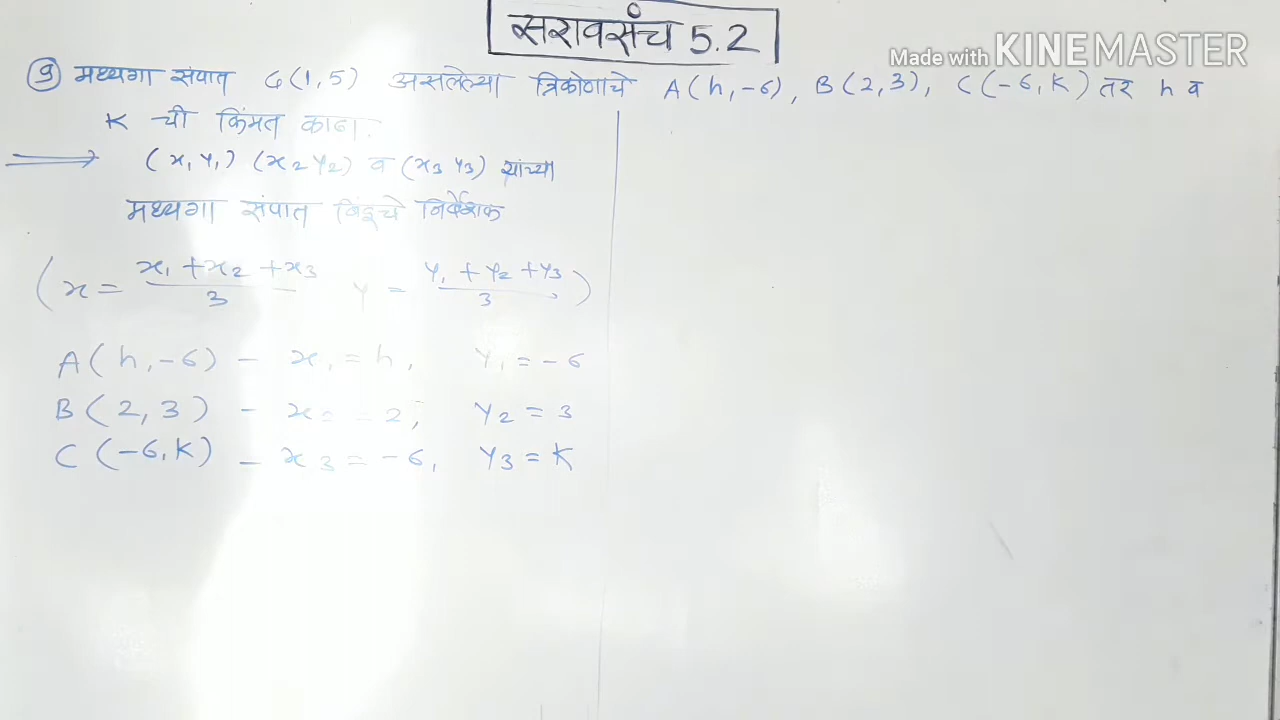 सरावसंच 5.2
Made with KINEMASTER
९ मध्यगा संपात G(1,5) असलेल्या त्रिकोणाचे A(h,-6), B(2,3), C(-6,K) तर h व
K ची किंमत काढा.
(x₁ y₁) (x₂ y₂) व (x₃ y₃) यांच्या
मध्यगा संपात बिंदूचे निर्देशक
(x = x₁ + x₂ + x₃ / 3 y = y₁ + y₂ + y₃ / 3)
A(h,-6) - x₁ = h, y₁ = -6
B(2,3) - x₂ = 2, y₂ = 3
C(-6,K) - x₃ = -6, y₃ = K